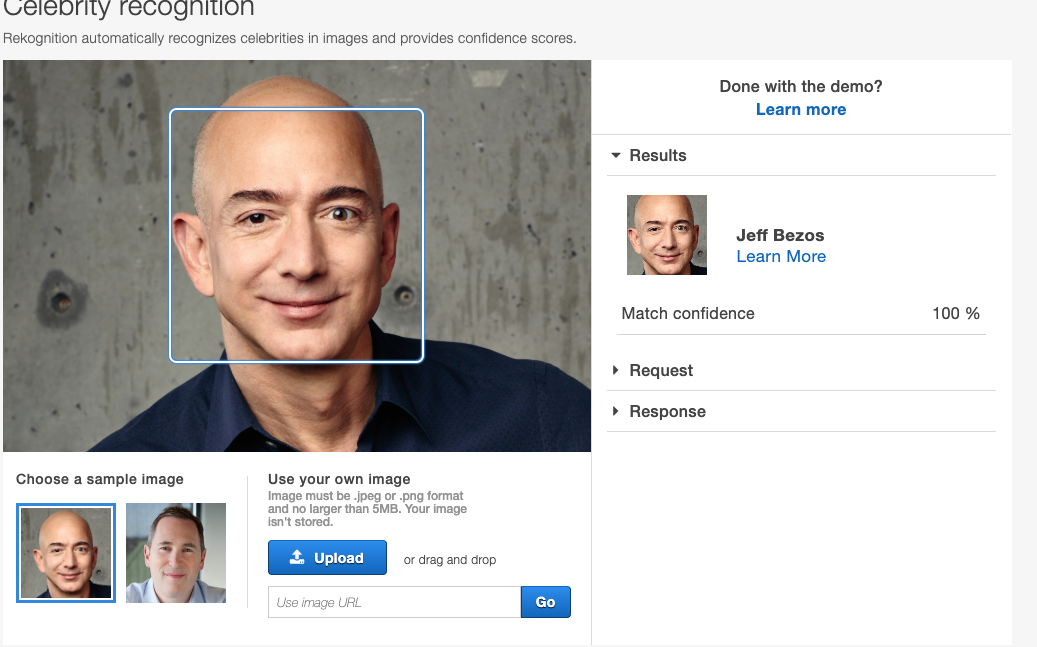 Celebrity recognition
Rekognition automatically recognizes celebrities in images and provides confidence scores.
Done with the demo?
Learn more
Results
Jeff Bezos
Learn More
Match confidence 100 %
Request
Response
Choose a sample image
Use your own image
Image must be .jpeg or .png format
and no larger than 5MB. Your image
isn't stored.
Upload or drag and drop
Use image URL Go